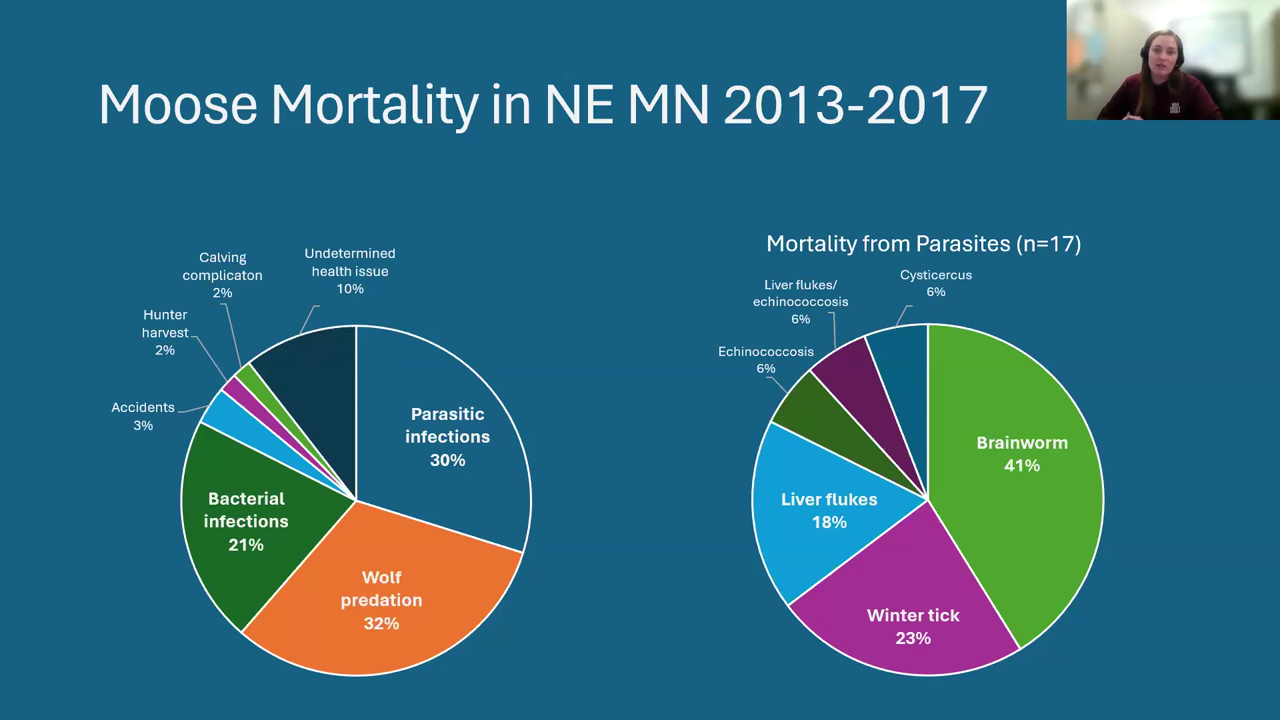 Moose Mortality in NE MN 2013-2017
Calving
complicaton
2%
Undetermined
health issue
10%
Hunter
harvest
2%
Accidents
3%
Parasitic
infections
30%
Bacterial
infections
21%
Wolf
predation
32%
Mortality from Parasites (n=17)
Cysticercus
6%
Liver flukes/
echinococcosis
6%
Echinococcosis
6%
Brainworm
41%
Liver flukes
18%
Winter tick
23%